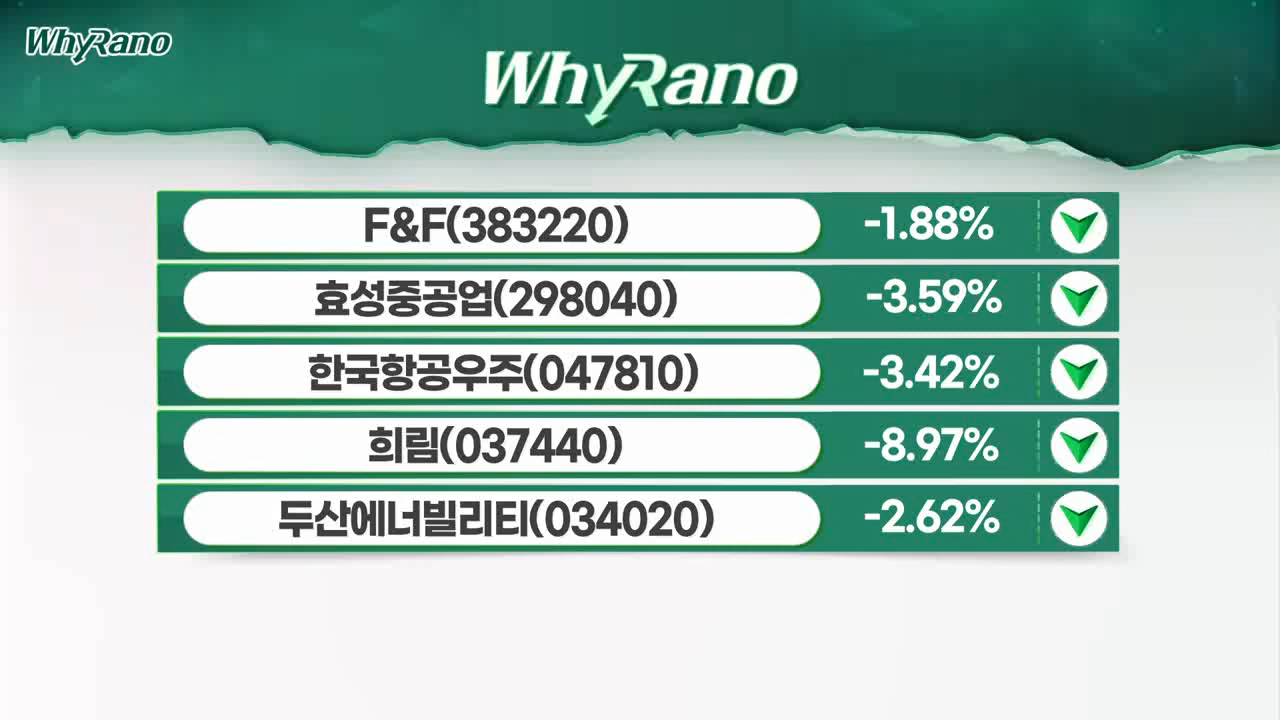 WhyRano
WhyRano
F&F(383220) -1.88%
효성중공업(298040) -3.59%
한국항공우주(047810) -3.42%
희림(037440) -8.97%
두산에너빌리티(034020) -2.62%